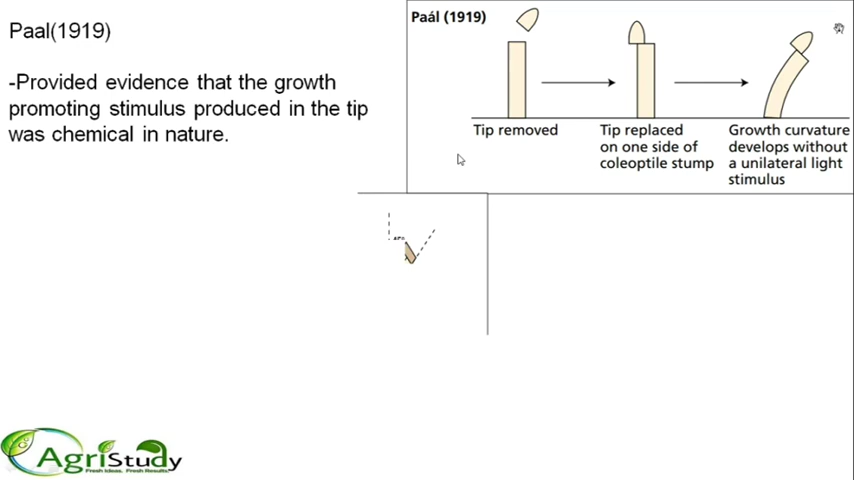 Paal(1919)
-Provided evidence that the growth
promoting stimulus produced in the tip
was chemical in nature.
Paál (1919)
Tip removed
Tip replaced
on one side of
coleoptile stump
Growth curvature
develops without
a unilateral light
stimulus
AgriStudy
Fresh Ideas. Fresh Results.